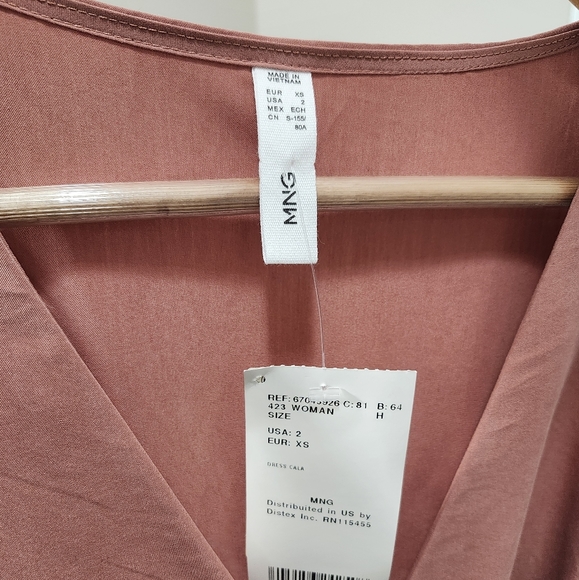 MADE IN
VIETNAM
EUR XS
USA 2
MEX ECH
CN S-155/
80A
MNG
C:81 B:64
423 WOMAN H
SIZE
USA: 2
EUR: XS
DRESS CALA
MNG
Distribuited in US by
Distex Inc. RN115455